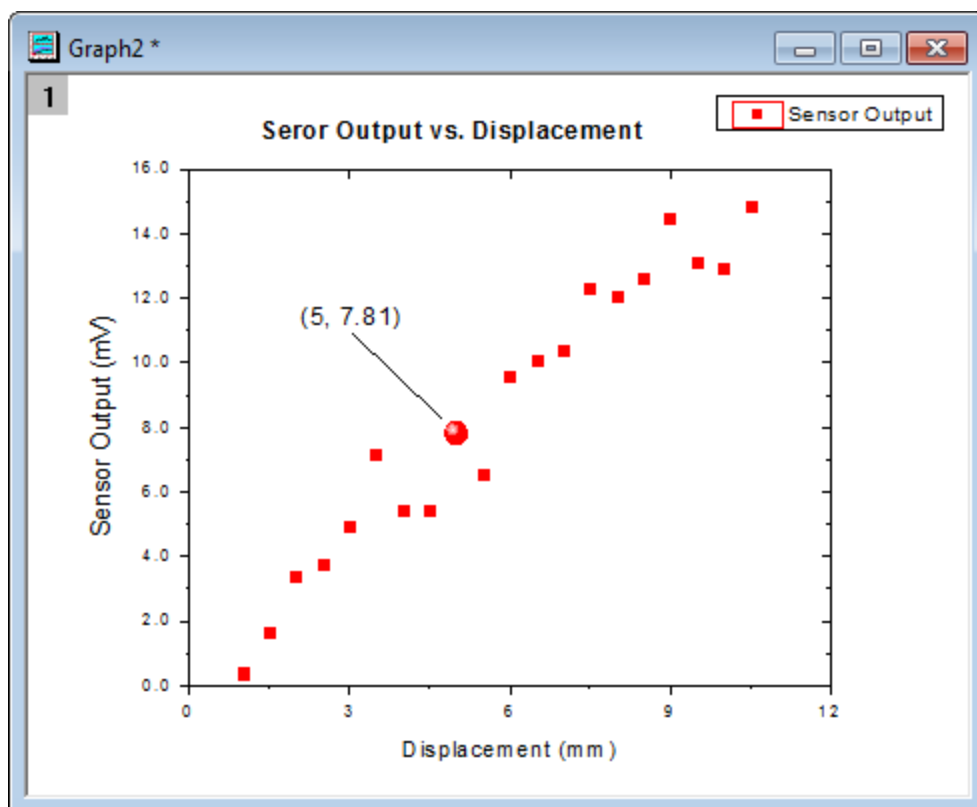 Graph2 *
1
Sensor Output
Seror Output vs. Displacement
16.0
14.0
12.0
10.0
8.0
6.0
4.0
2.0
0.0
Sensor Output (mV)
(5, 7.81)
0 3 6 9 12
Displacement (mm)